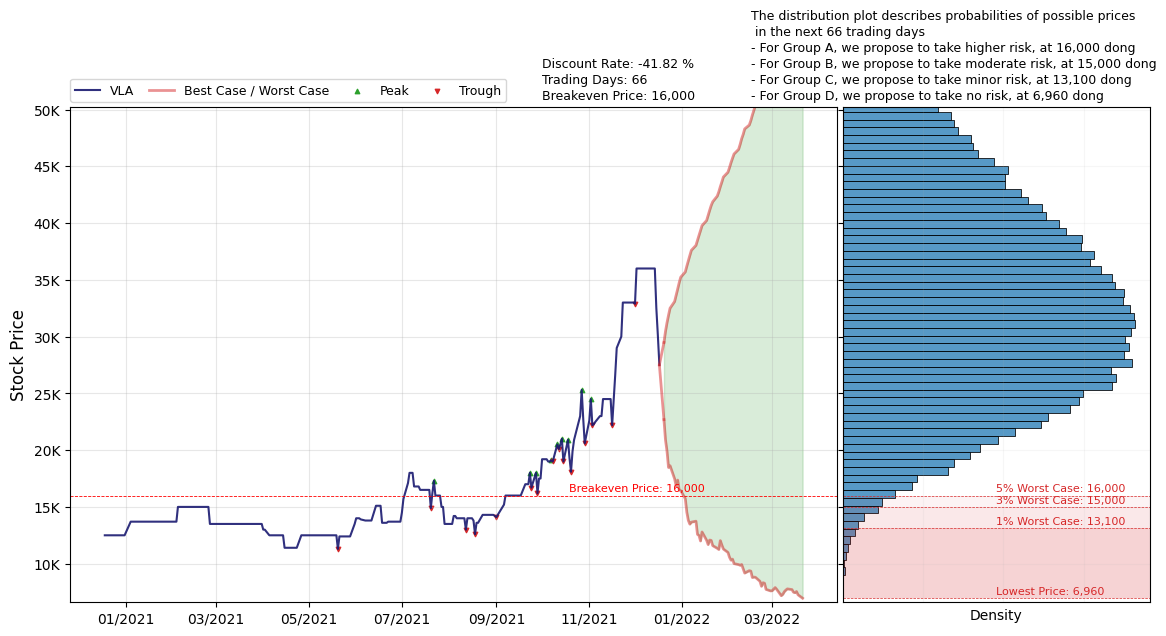 The distribution plot describes probabilities of possible prices
in the next 66 trading days
- For Group A, we propose to take higher risk, at 16,000 dong
- For Group B, we propose to take moderate risk, at 15,000 dong
- For Group C, we propose to take minor risk, at 13,100 dong
- For Group D, we propose to take no risk, at 6,960 dong
Discount Rate: -41.82 %
Trading Days: 66
Breakeven Price: 16,000
VLA
Best Case / Worst Case
Peak
Trough
50K
45K
40K
35K
30K
25K
20K
15K
10K
Stock Price
Breakeven Price: 16,000
5% Worst Case: 16,000
3% Worst Case: 15,000
1% Worst Case: 13,100
Lowest Price: 6,960
01/2021
03/2021
05/2021
07/2021
09/2021
11/2021
01/2022
03/2022
Density